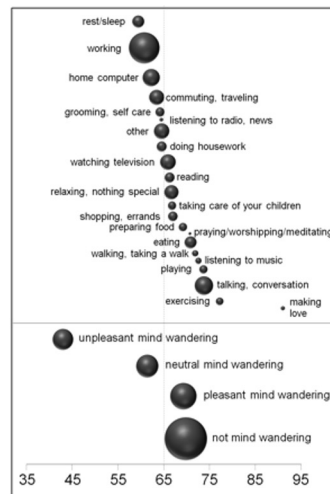 rest/sleep
working
home computer
commuting, traveling
grooming, self care
listening to radio, news
other
doing housework
watching television
reading
relaxing, nothing special
taking care of your children
shopping, errands
preparing food
praying/worshipping/meditating
eating
walking, taking a walk
listening to music
playing
talking, conversation
exercising
making
love
unpleasant mind wandering
neutral mind wandering
pleasant mind wandering
not mind wandering
35 45 55 65 75 85 95